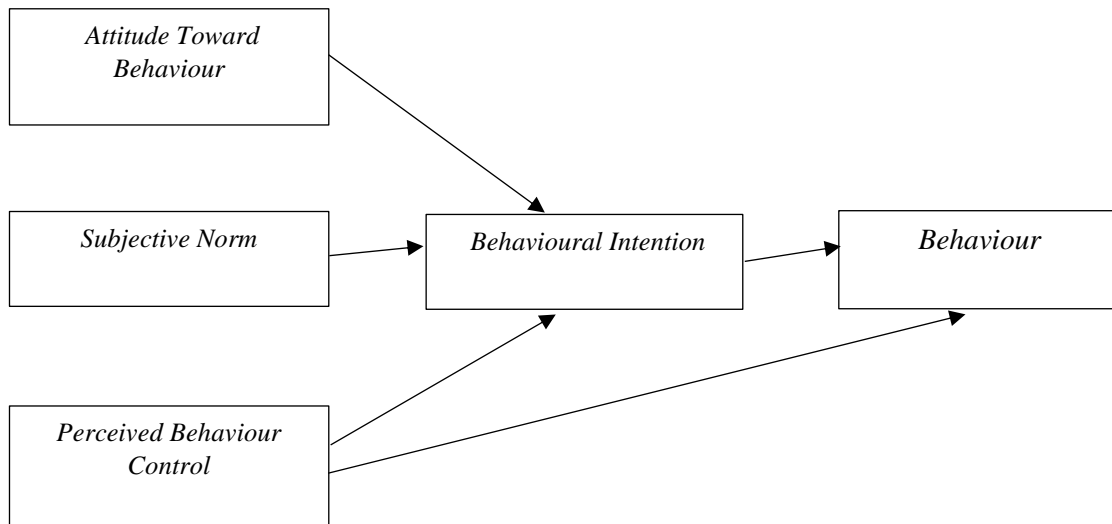 Attitude Toward
Behaviour
Subjective Norm
Behavioural Intention
Behaviour
Perceived Behaviour
Control